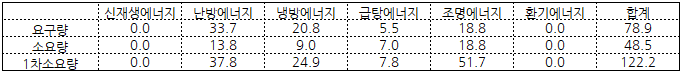 신재생에너지 난방에너지 냉방에너지 급탕에너지 조명에너지 환기에너지 합계
요구량 0.0 33.7 20.8 5.5 18.8 0.0 78.9
소요량 0.0 13.8 9.0 7.0 18.8 0.0 48.5
1차소요량 0.0 37.8 24.9 7.8 51.7 0.0 122.2